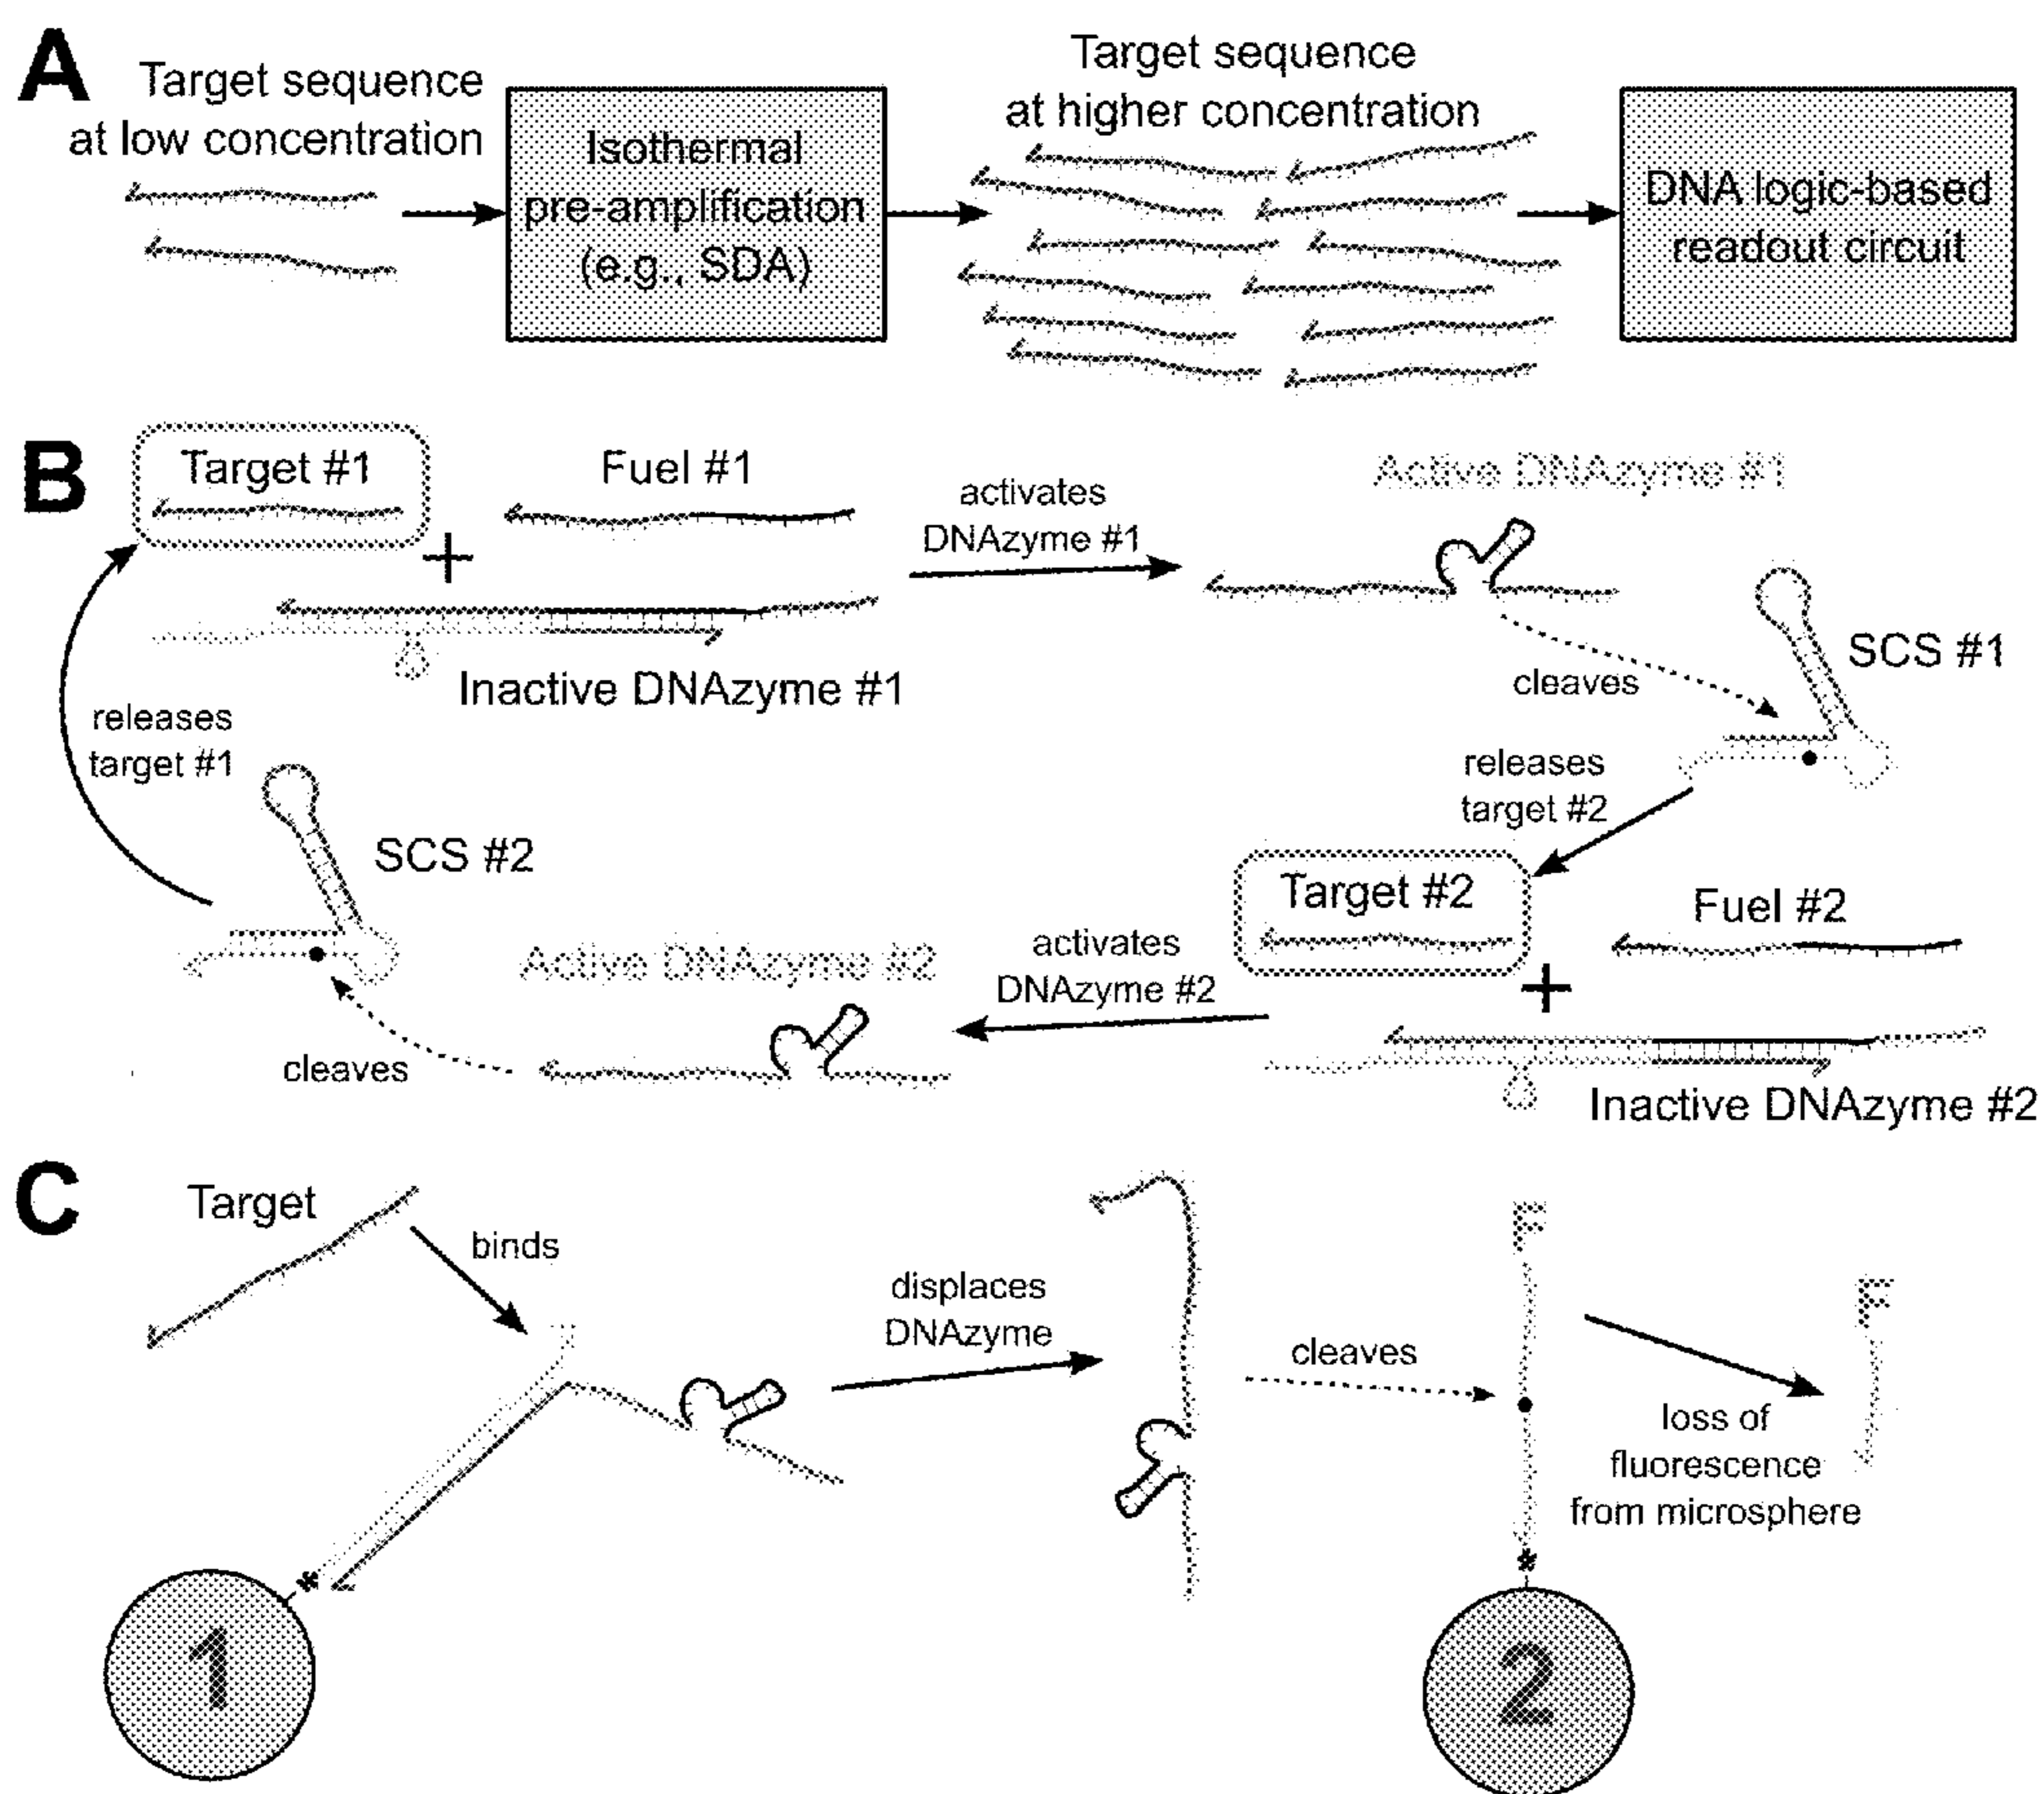 A
Target sequence
at low concentration
Isothermal
pre-amplification
(e.g., SDA)
Target sequence
at higher concentration
DNA logic-based
readout circuit
B
Target #1
+
Fuel #1
Inactive DNAzyme #1
activates
DNAzyme #1
Active DNAzyme #1
cleaves
SCS #1
releases
target #2
Target #2
+
Fuel #2
Inactive DNAzyme #2
activates
DNAzyme #2
Active DNAzyme #2
cleaves
SCS #2
releases
target #1
C
Target
binds
displaces
DNAzyme
cleaves
F
loss of
fluorescence
from microsphere
F
*
1
*
2